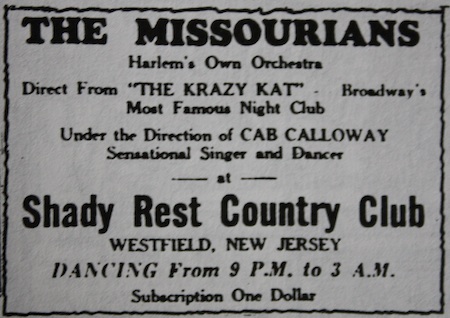 THE MISSOURIANS
Harlem's Own Orchestra
Direct From "THE KRAZY KAT" - Broadway's
Most Famous Night Club
Under the Direction of CAB CALLOWAY
Sensational Singer and Dancer
— at —
Shady Rest Country Club
WESTFIELD, NEW JERSEY
DANCING From 9 P.M. to 3 A.M.
Subscription One Dollar